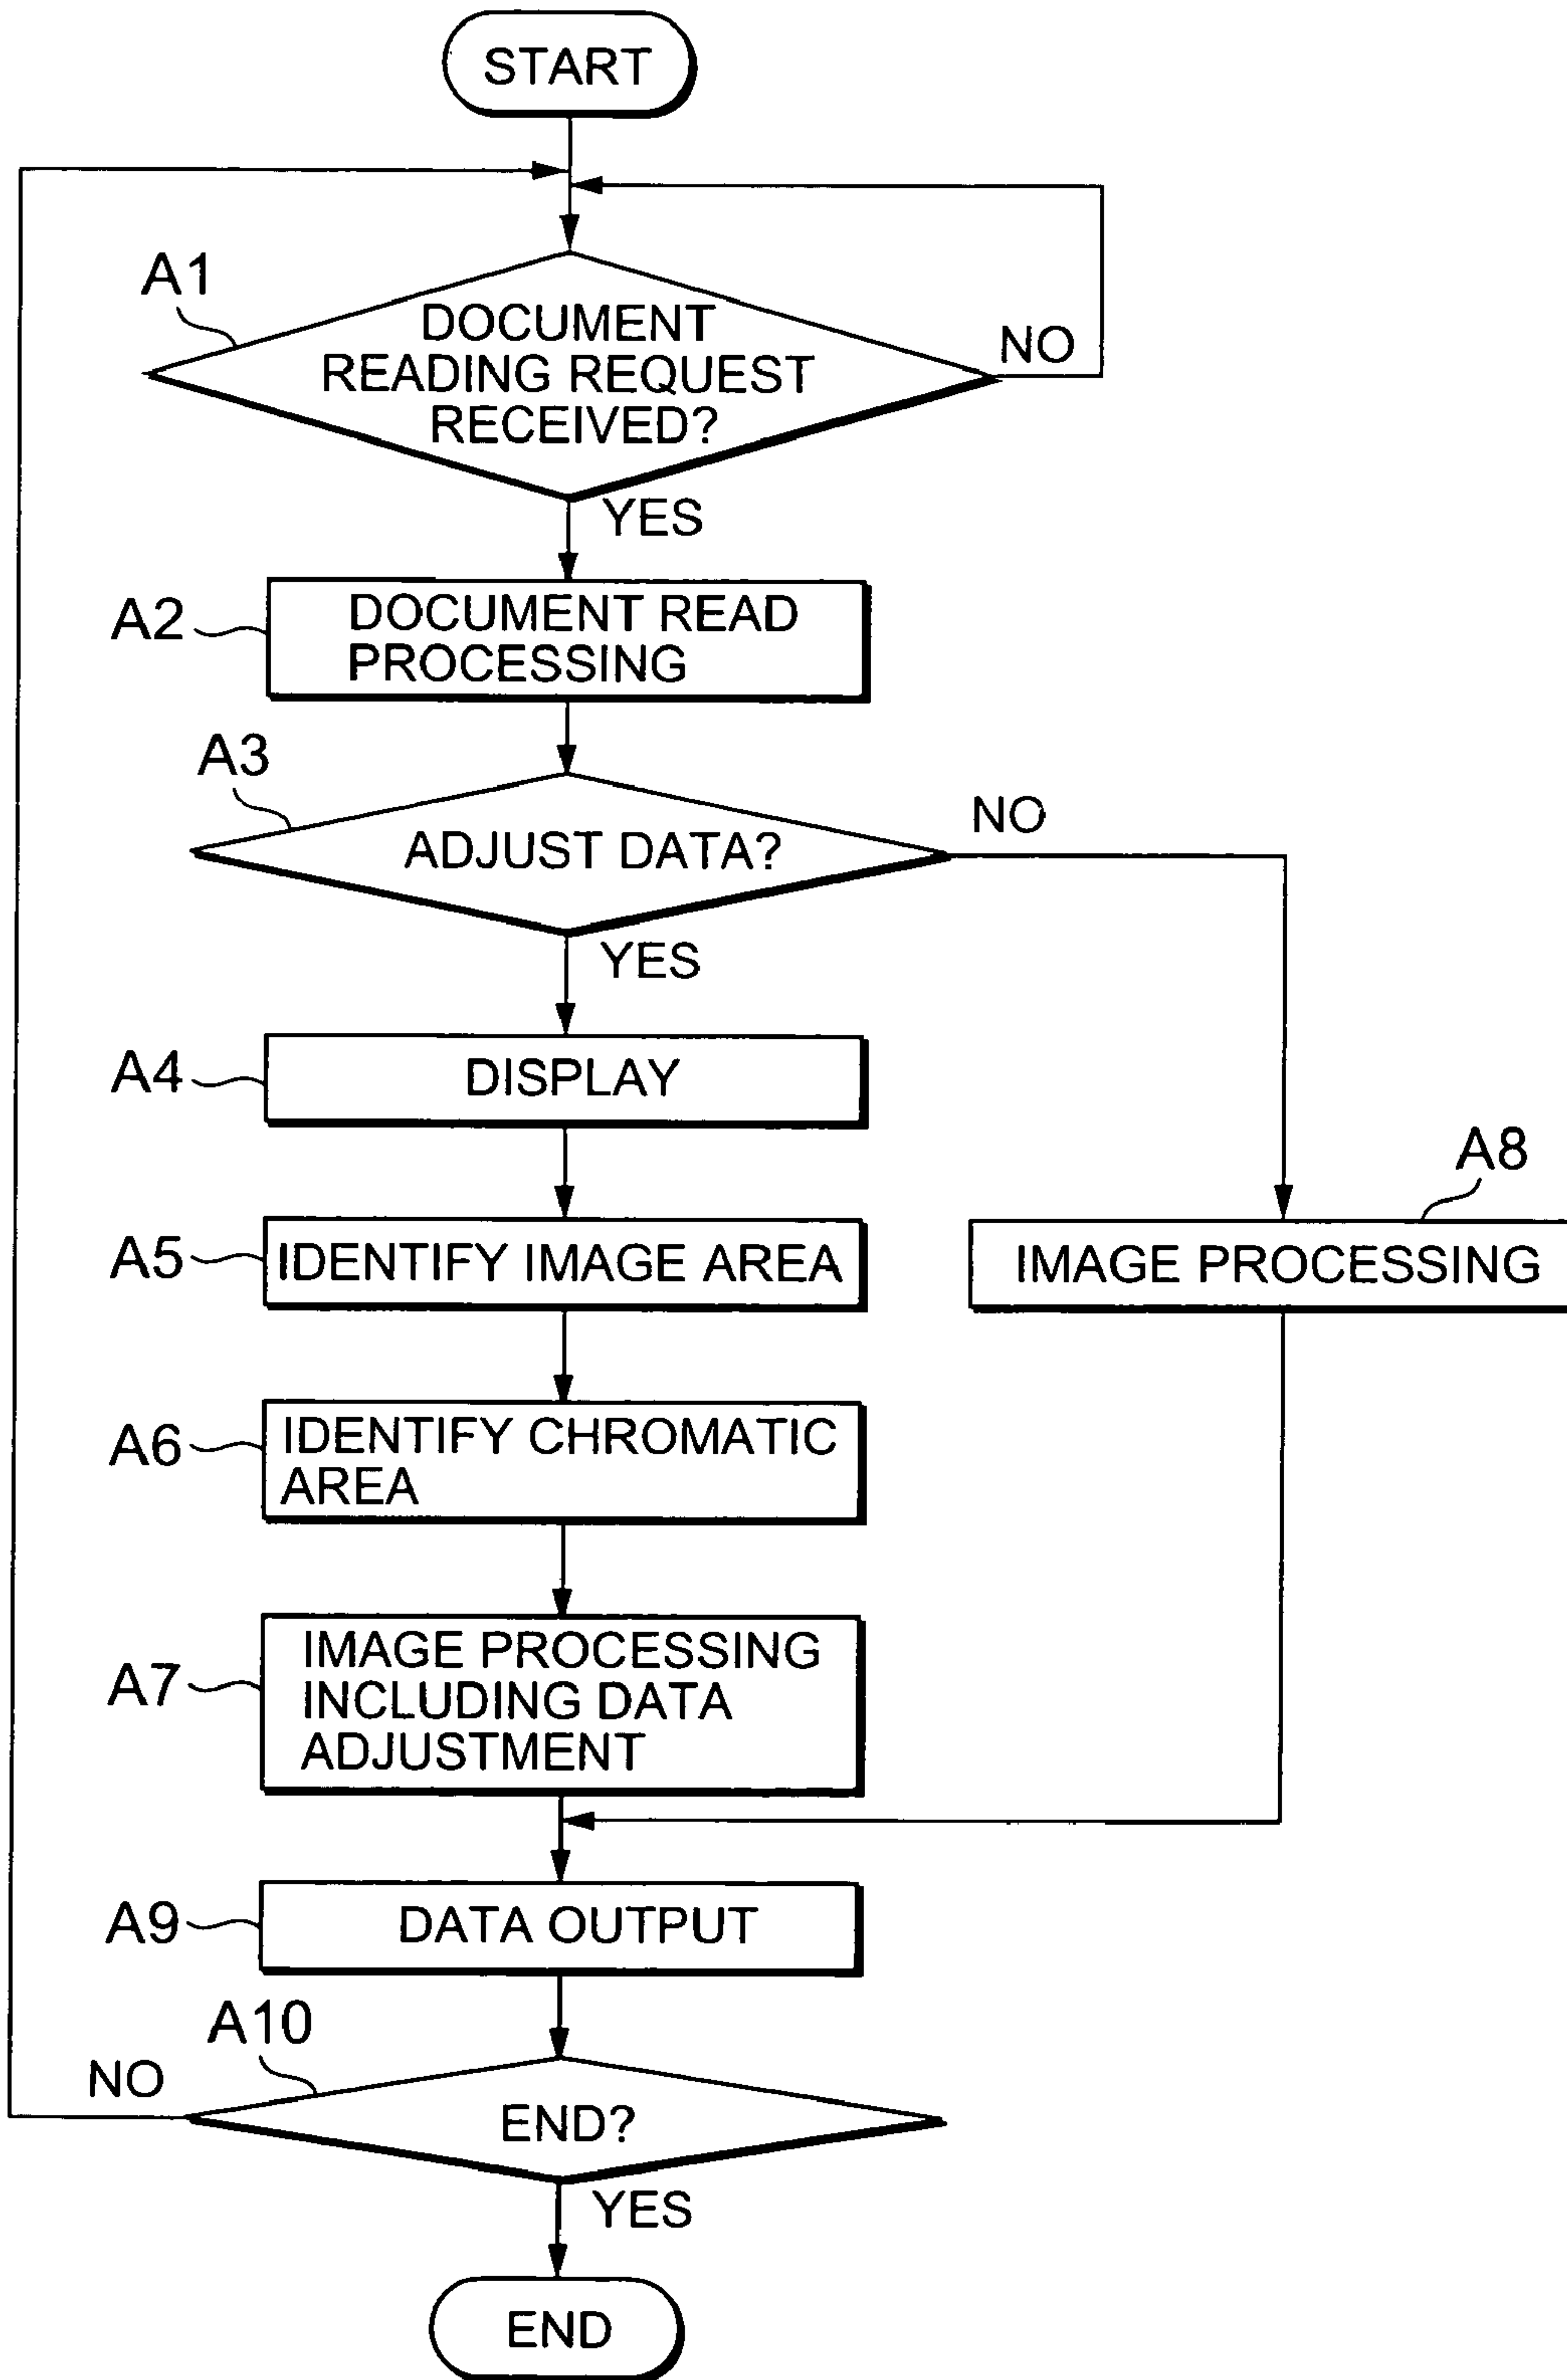 START
A1
DOCUMENT
READING REQUEST
RECEIVED?
NO
YES
A2
DOCUMENT READ
PROCESSING
A3
ADJUST DATA?
NO
YES
A4
DISPLAY
A5
IDENTIFY IMAGE AREA
A8
IMAGE PROCESSING
A6
IDENTIFY CHROMATIC
AREA
A7
IMAGE PROCESSING
INCLUDING DATA
ADJUSTMENT
A9
DATA OUTPUT
A10
NO
END?
YES
END